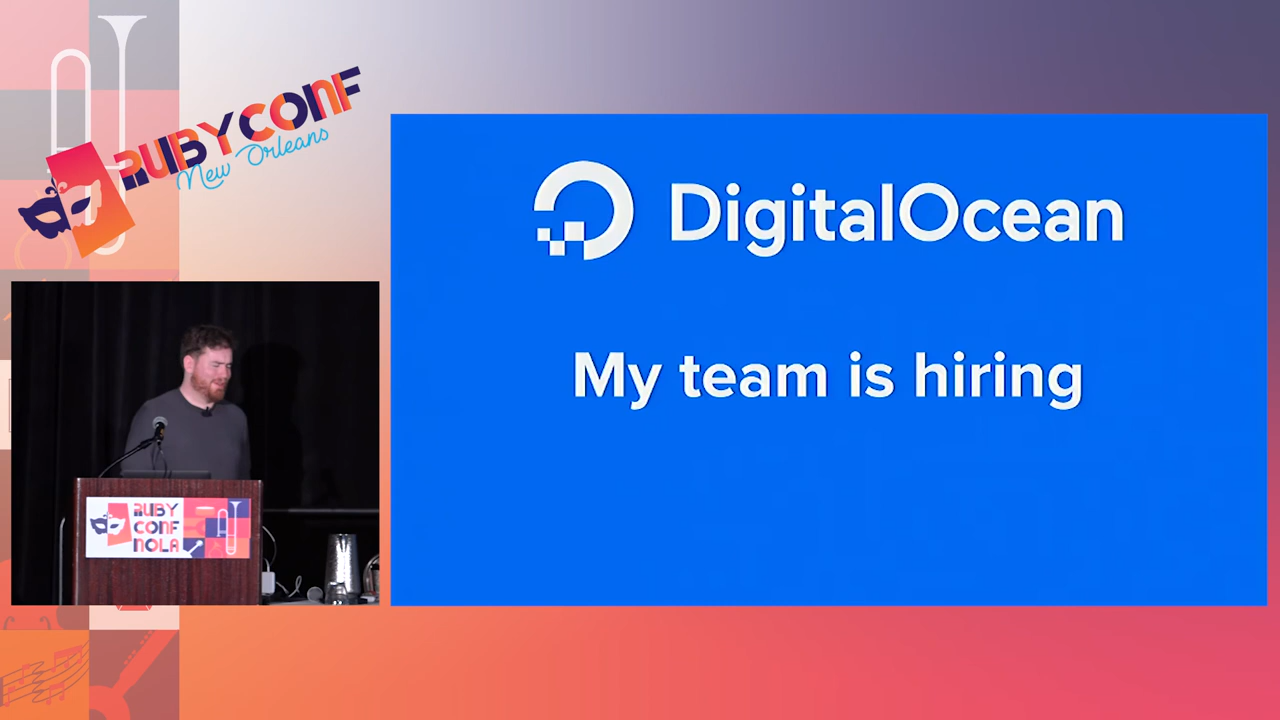 RUBYCONF
New Orleans
DigitalOcean
My team is hiring
RUBY
CONF
NOLA